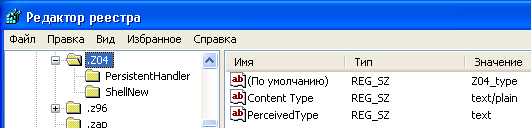 Редактор реестра
Файл Правка Вид Избранное Справка
.Z04
PersistentHandler
ShellNew
.z96
.zap
Имя Тип Значение
(По умолчанию) REG_SZ Z04_type
Content Type REG_SZ text/plain
PerceivedType REG_SZ text